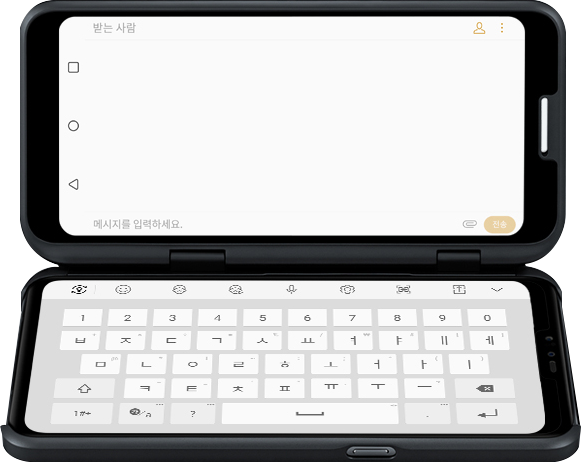 받는 사람
메시지를 입력하세요.
전송
1 2 3 4 5 6 7 8 9 0
ㅂ ㅈ ㄷ ㄱ ㅅ ㅛ ㅕ ㅑ ㅐ ㅔ
ㅁ ㄴ ㅇ ㄹ ㅎ ㅗ ㅓ ㅏ ㅣ
ㅋ ㅌ ㅊ ㅍ ㅠ ㅜ ㅡ
1#+ ? .